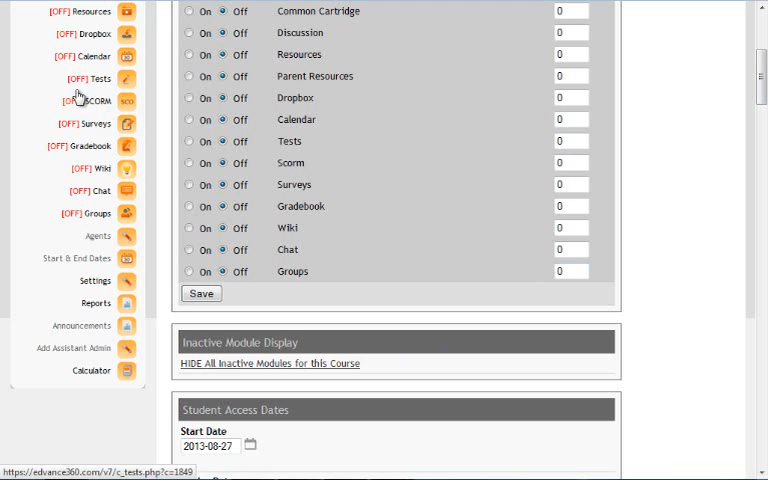 [OFF] Resources
[OFF] Dropbox
[OFF] Calendar
[OFF] Tests
SCORM
SCO
[OFF] Surveys
[OFF] Gradebook
[OFF] Wiki
[OFF] Chat
[OFF] Groups
Agents
Start & End Dates
Settings
Reports
Announcements
Add Assistant Admin
Calculator
On Off Common Cartridge 0
On Off Discussion 0
On Off Resources 0
On Off Parent Resources 0
On Off Dropbox 0
On Off Calendar 0
On Off Tests 0
On Off Scorm 0
On Off Surveys 0
On Off Gradebook 0
On Off Wiki 0
On Off Chat 0
On Off Groups 0
Save
Inactive Module Display
HIDE All Inactive Modules for this Course
Student Access Dates
Start Date
2013-08-27
https://edvance360.com/v7/c_tests.php?c=1849